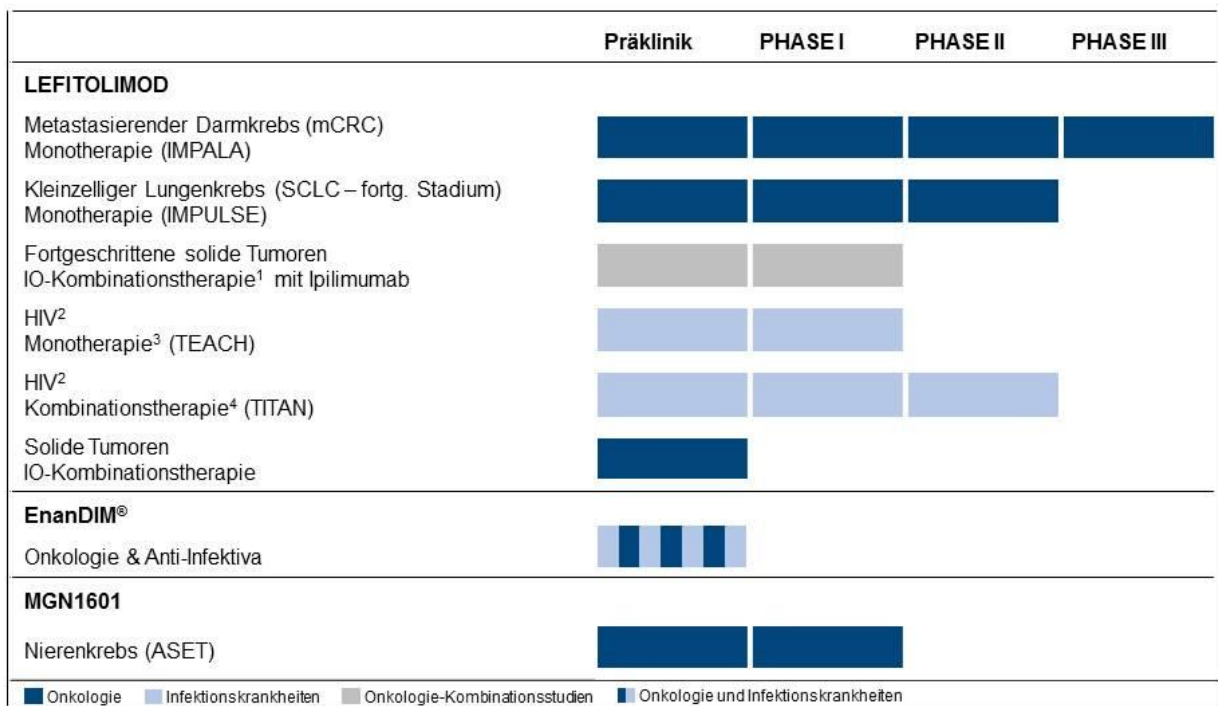 Präklinik PHASE I PHASE II PHASE III
LEFITOLIMOD
Metastasierender Darmkrebs (mCRC)
Monotherapie (IMPALA)
Kleinzelliger Lungenkrebs (SCLC – fortg. Stadium)
Monotherapie (IMPULSE)
Fortgeschrittene solide Tumoren
IO-Kombinationstherapie¹ mit Ipilimumab
HIV²
Monotherapie³ (TEACH)
HIV²
Kombinationstherapie⁴ (TITAN)
Solide Tumoren
IO-Kombinationstherapie
EnanDIM®
Onkologie & Anti-Infektiva
MGN1601
Nierenkrebs (ASET)
Onkologie Infektionskrankheiten Onkologie-Kombinationsstudien Onkologie und Infektionskrankheiten